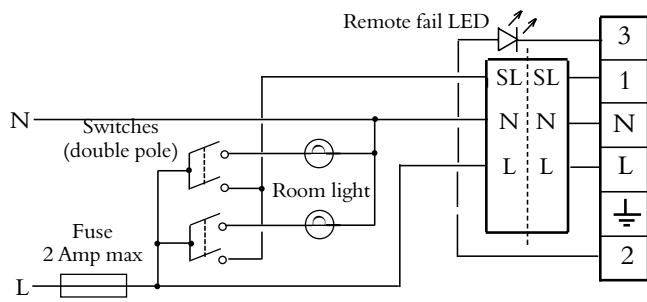 Remote fail LED
3
SL SL
1
N
N N
N
Switches
(double pole)
L L
L
Room light
Fuse
2 Amp max
2
L